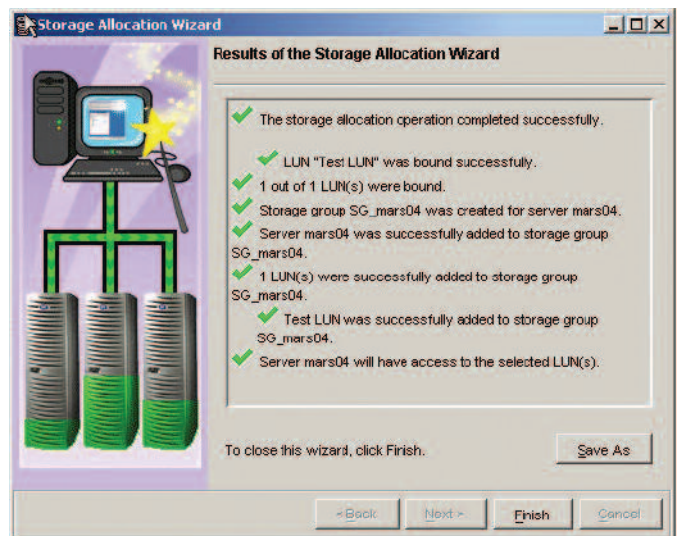 Storage Allocation Wizard
Results of the Storage Allocation Wizard
The storage allocation operation completed successfully.
LUN "Test LUN" was bound successfully.
1 out of 1 LUN(s) were bound.
Storage group SG_mars04 was created for server mars04.
Server mars04 was successfully added to storage group
SG_mars04.
1 LUN(s) were successfully added to storage group
SG_mars04.
Test LUN was successfully added to storage group
SG_mars04.
Server mars04 will have access to the selected LUN(s).
To close this wizard, click Finish.
Save As
< Back
Next >
Finish
Cancel